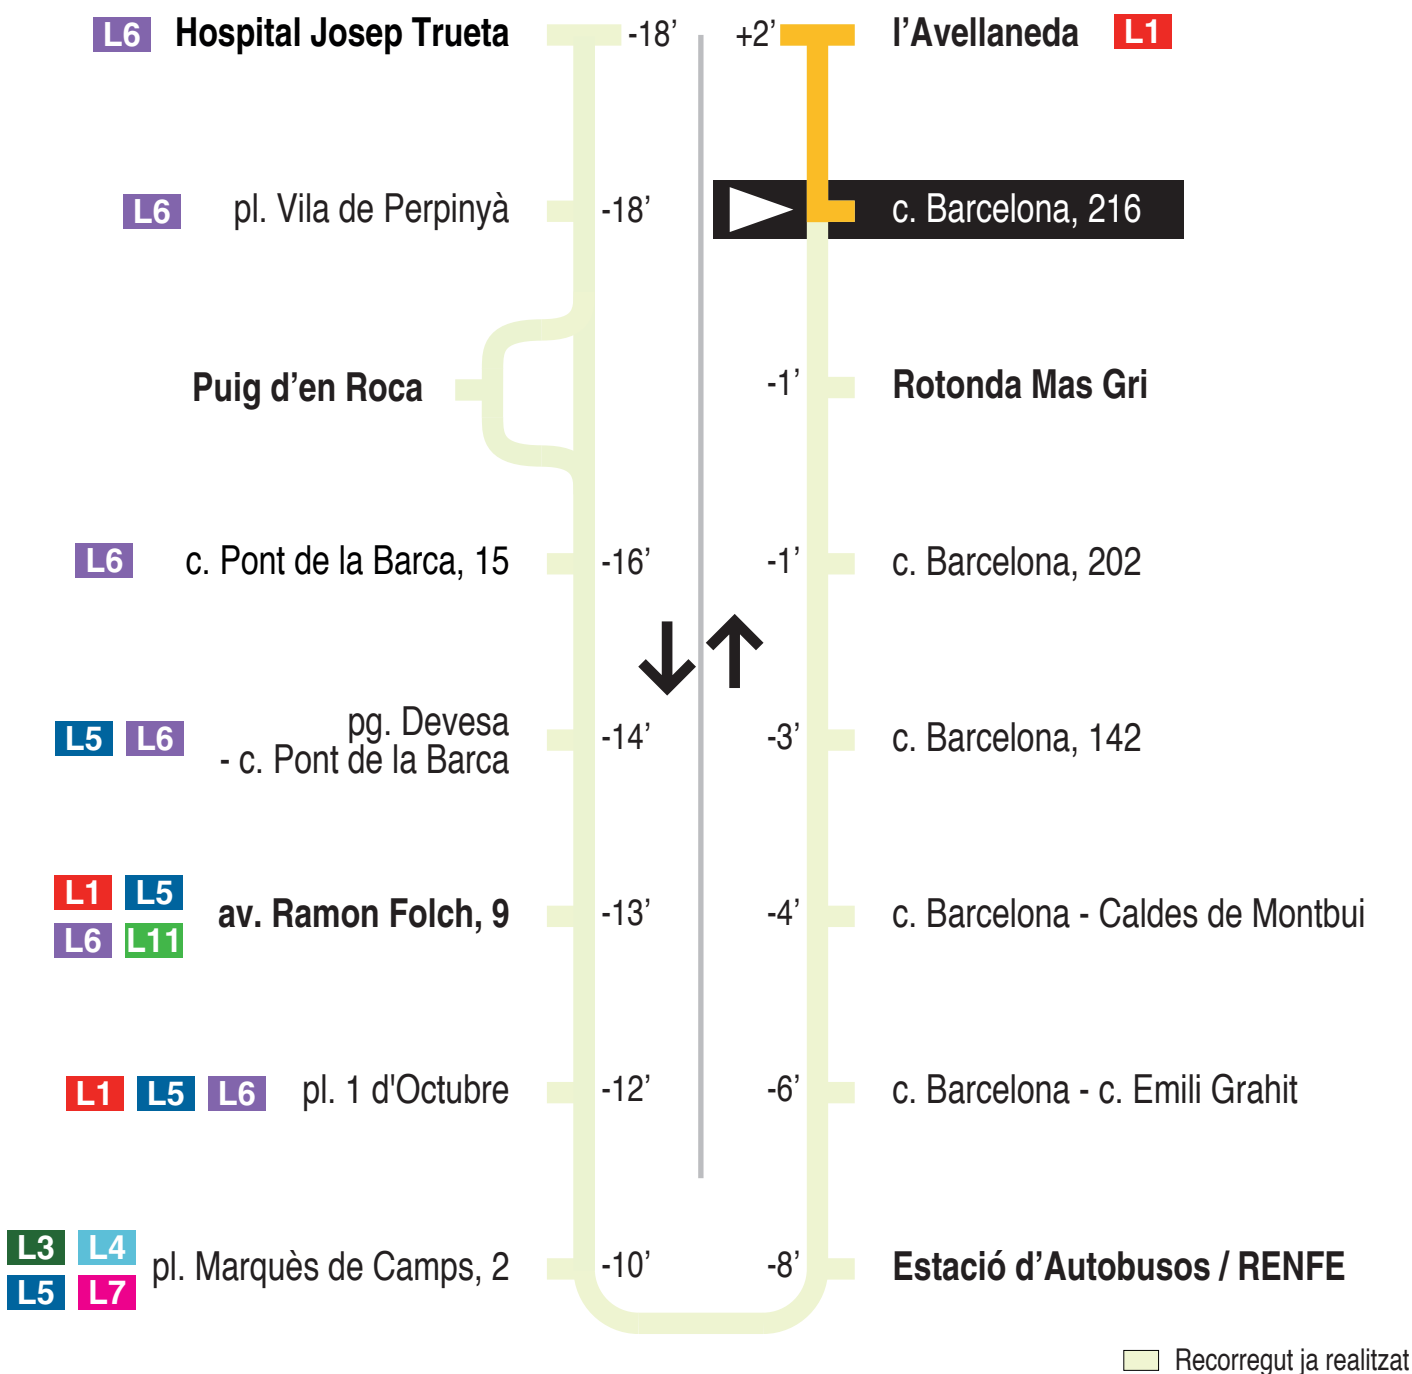 L6 Hospital Josep Trueta -18’
+2’ l’Avellaneda L1
L6 pl. Vila de Perpinyà -18’
c. Barcelona, 216
Puig d’en Roca
-1’ Rotonda Mas Gri
L6 c. Pont de la Barca, 15 -16’
-1’ c. Barcelona, 202
L5 L6 pg. Devesa
- c. Pont de la Barca -14’
-3’ c. Barcelona, 142
L1 L5
L6 L11
av. Ramon Folch, 9 -13’
-4’ c. Barcelona - Caldes de Montbui
L1 L5 L6 pl. 1 d'Octubre -12’
-6’ c. Barcelona - c. Emili Grahit
L3 L4
L5 L7
pl. Marquès de Camps, 2 -10’
-8’ Estació d’Autobusos / RENFE
Recorregut ja realitzat